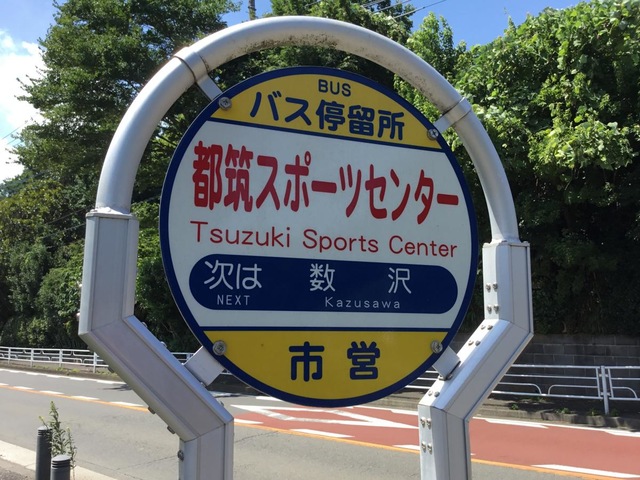 BUS
バス停留所
都筑スポーツセンター
Tsuzuki Sports Center
次は 数沢
NEXT Kazusawa
市営